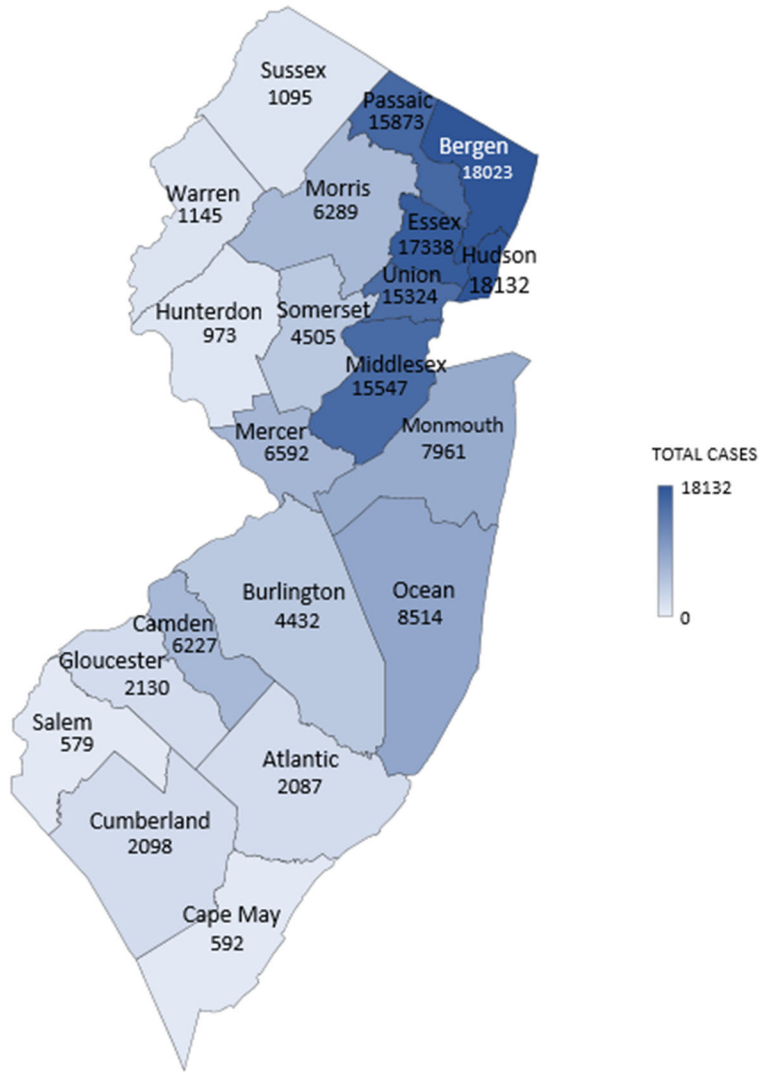 Sussex
1095
Passaic
15873
Bergen
18023
Warren
1145
Morris
6289
Essex
17338
Hudson
18132
Union
15324
Hunterdon
973
Somerset
4505
Middlesex
15547
Mercer
6592
Monmouth
7961
TOTAL CASES
18132
0
Burlington
4432
Ocean
8514
Camden
6227
Gloucester
2130
Salem
579
Atlantic
2087
Cumberland
2098
Cape May
592